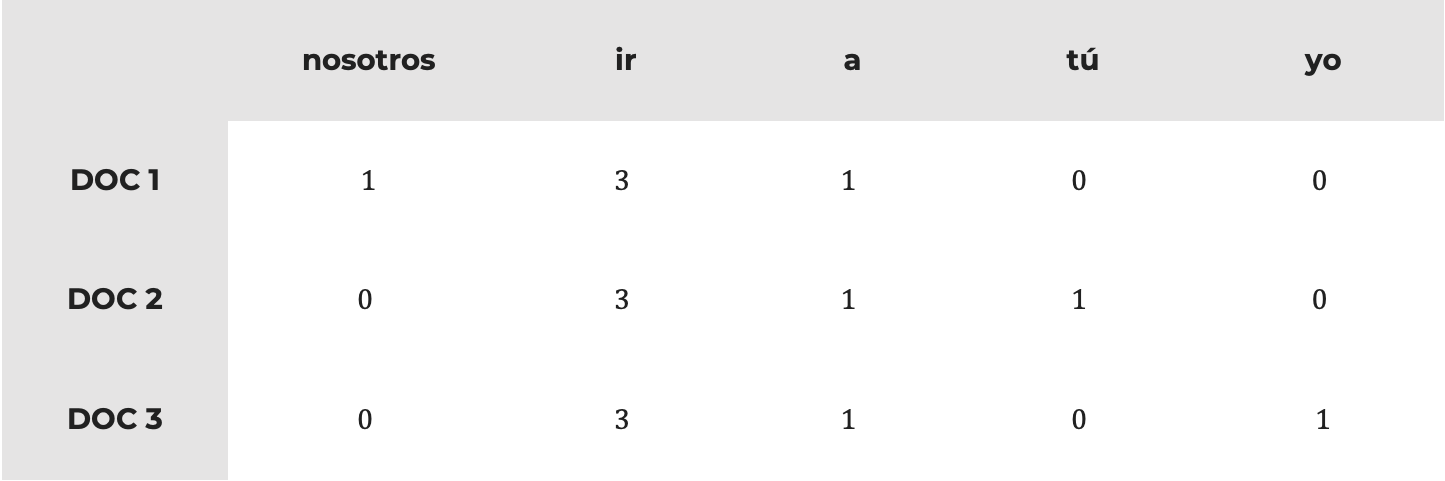 nosotros ir a tú yo
DOC 1 1 3 1 0 0
DOC 2 0 3 1 1 0
DOC 3 0 3 1 0 1